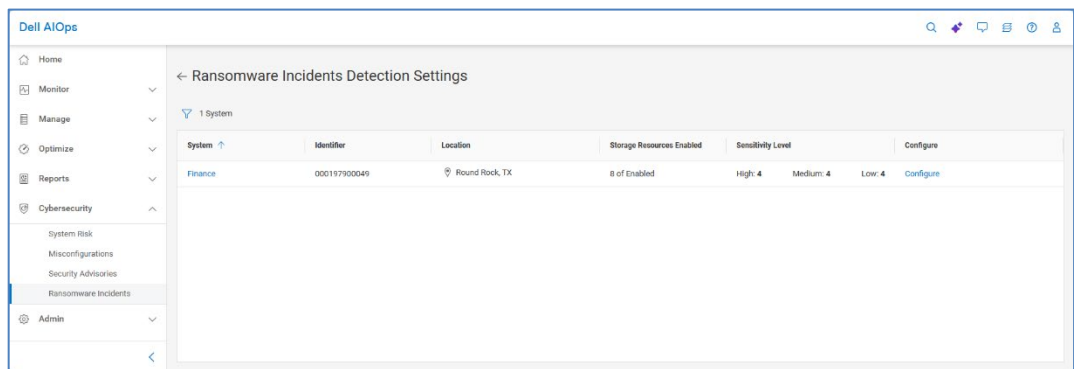 Dell AIOps
Home
Monitor
Manage
Optimize
Reports
Cybersecurity
System Risk
Misconfigurations
Security Advisories
Ransomware Incidents
Admin
← Ransomware Incidents Detection Settings
1 System
System ↑ Identifier Location Storage Resources Enabled Sensitivity Level Configure
Finance 000197900049 Round Rock, TX 8 of Enabled High: 4 Medium: 4 Low: 4 Configure